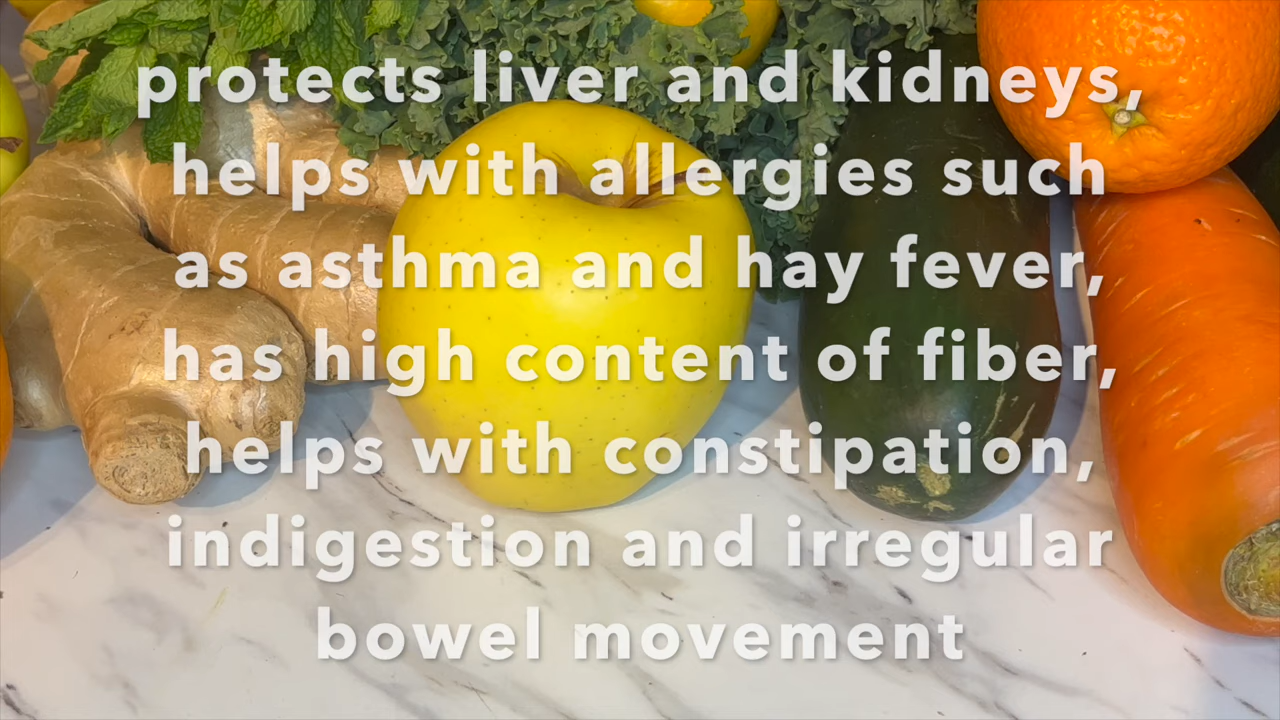 protects liver and kidneys,
helps with allergies such
as asthma and hay fever,
has high content of fiber,
helps with constipation,
indigestion and irregular
bowel movement